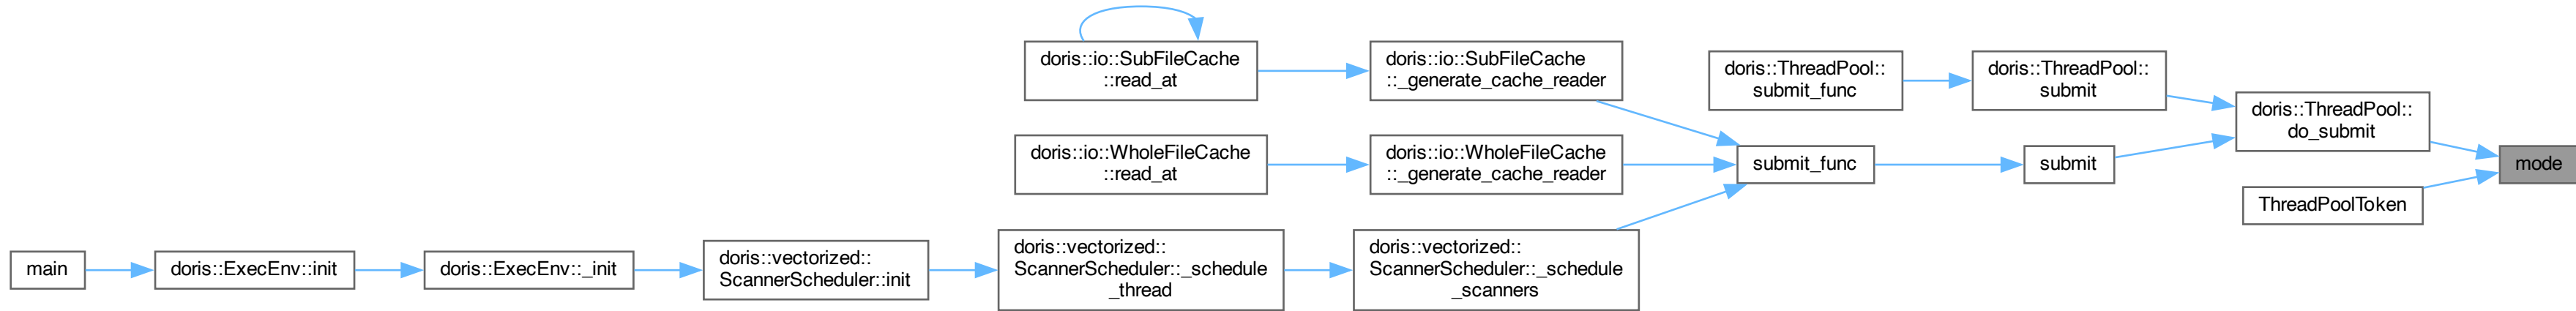 doris::io::SubFileCache
::read_at
doris::io::SubFileCache
::_generate_cache_reader
doris::ThreadPool::
submit_func
doris::ThreadPool::
submit
doris::ThreadPool::
do_submit
doris::io::WholeFileCache
::read_at
doris::io::WholeFileCache
::_generate_cache_reader
submit_func
submit
mode
ThreadPoolToken
main
doris::ExecEnv::init
doris::ExecEnv::_init
doris::vectorized::
ScannerScheduler::init
doris::vectorized::
ScannerScheduler::_schedule
_thread
doris::vectorized::
ScannerScheduler::_schedule
_scanners